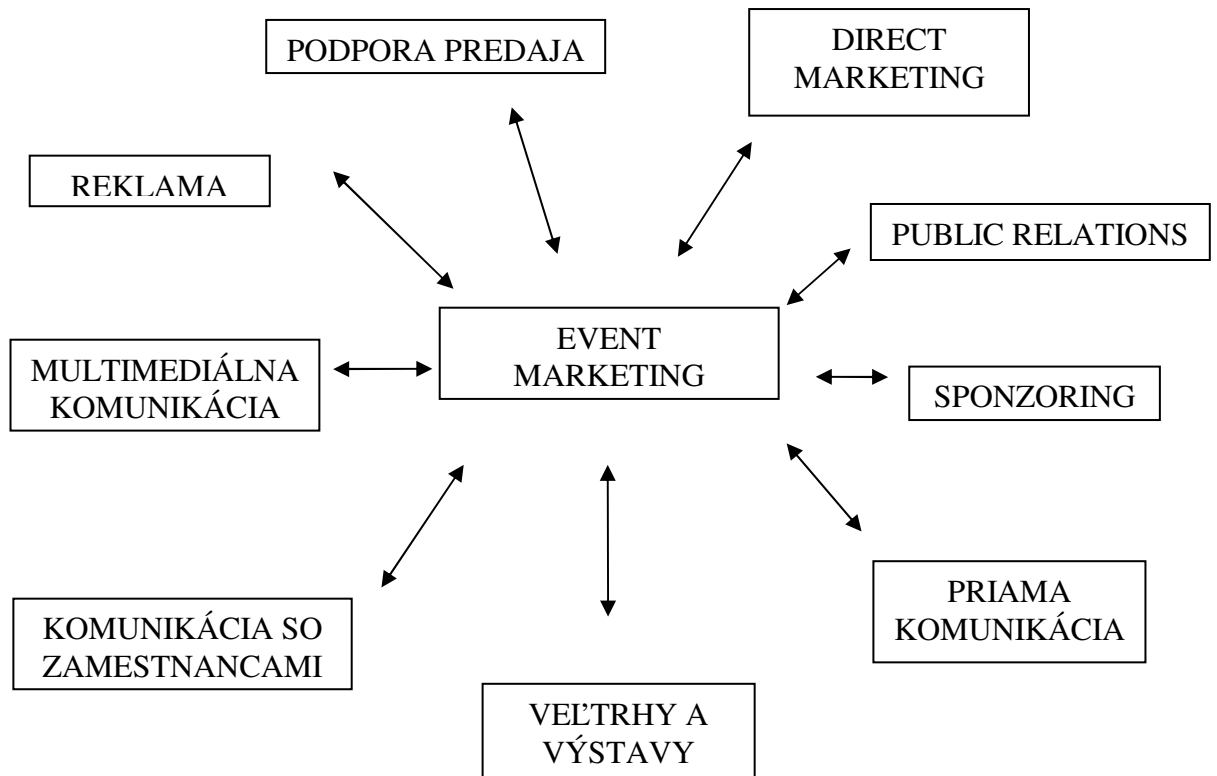 PODPORA PREDAJA
DIRECT
MARKETING
REKLAMA
PUBLIC RELATIONS
EVENT
MARKETING
MULTIMEDIÁLNA
KOMUNIKÁCIA
SPONZORING
PRIAMA
KOMUNIKÁCIA
KOMUNIKÁCIA SO
ZAMESTNANCAMI
VEĽTRHY A
VÝSTAVY